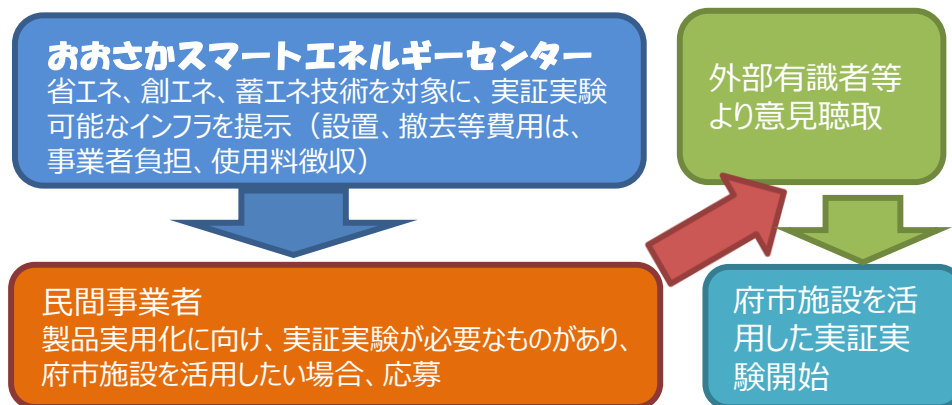 おおさかスマートエネルギーセンター
省エネ、創エネ、蓄エネ技術を対象に、実証実験
可能なインフラを提示（設置、撤去等費用は、
事業者負担、使用料徴収）
民間事業者
製品実用化に向け、実証実験が必要なものがあり、
府市施設を活用したい場合、応募
外部有識者等
より意見聴取
府市施設を活
用した実証実
験開始